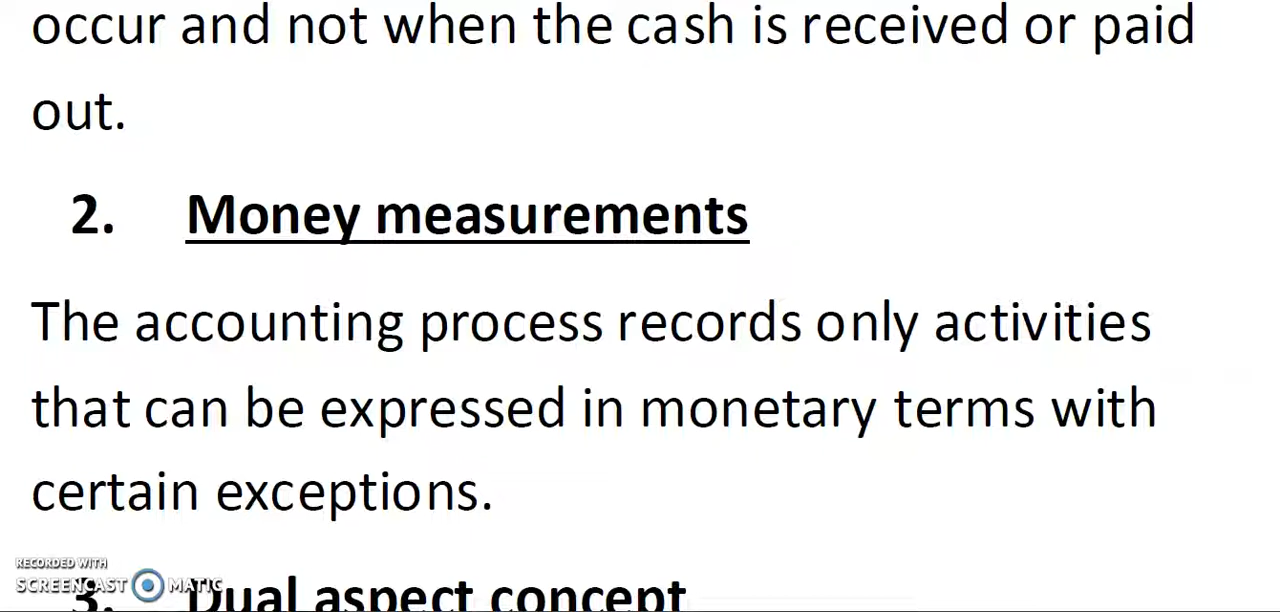 occur and not when the cash is received or paid
out.
2. Money measurements
The accounting process records only activities
that can be expressed in monetary terms with
certain exceptions.
RECORDED WITH
SCREENCAST MATIC
3. Dual aspect concept